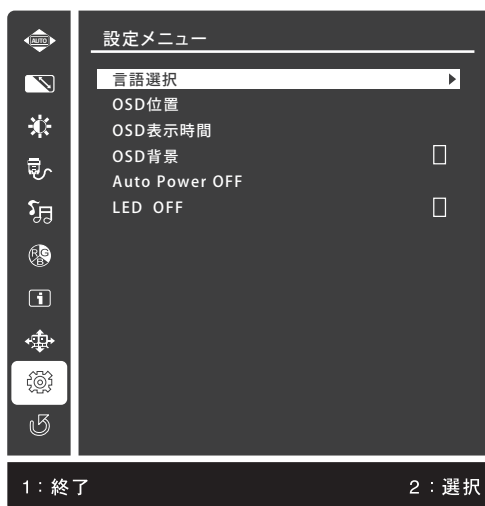 AUTO
設定メニュー
言語選択
OSD位置
OSD表示時間
OSD背景
Auto Power OFF
LED OFF
R G B
i
1：終了
2：選択